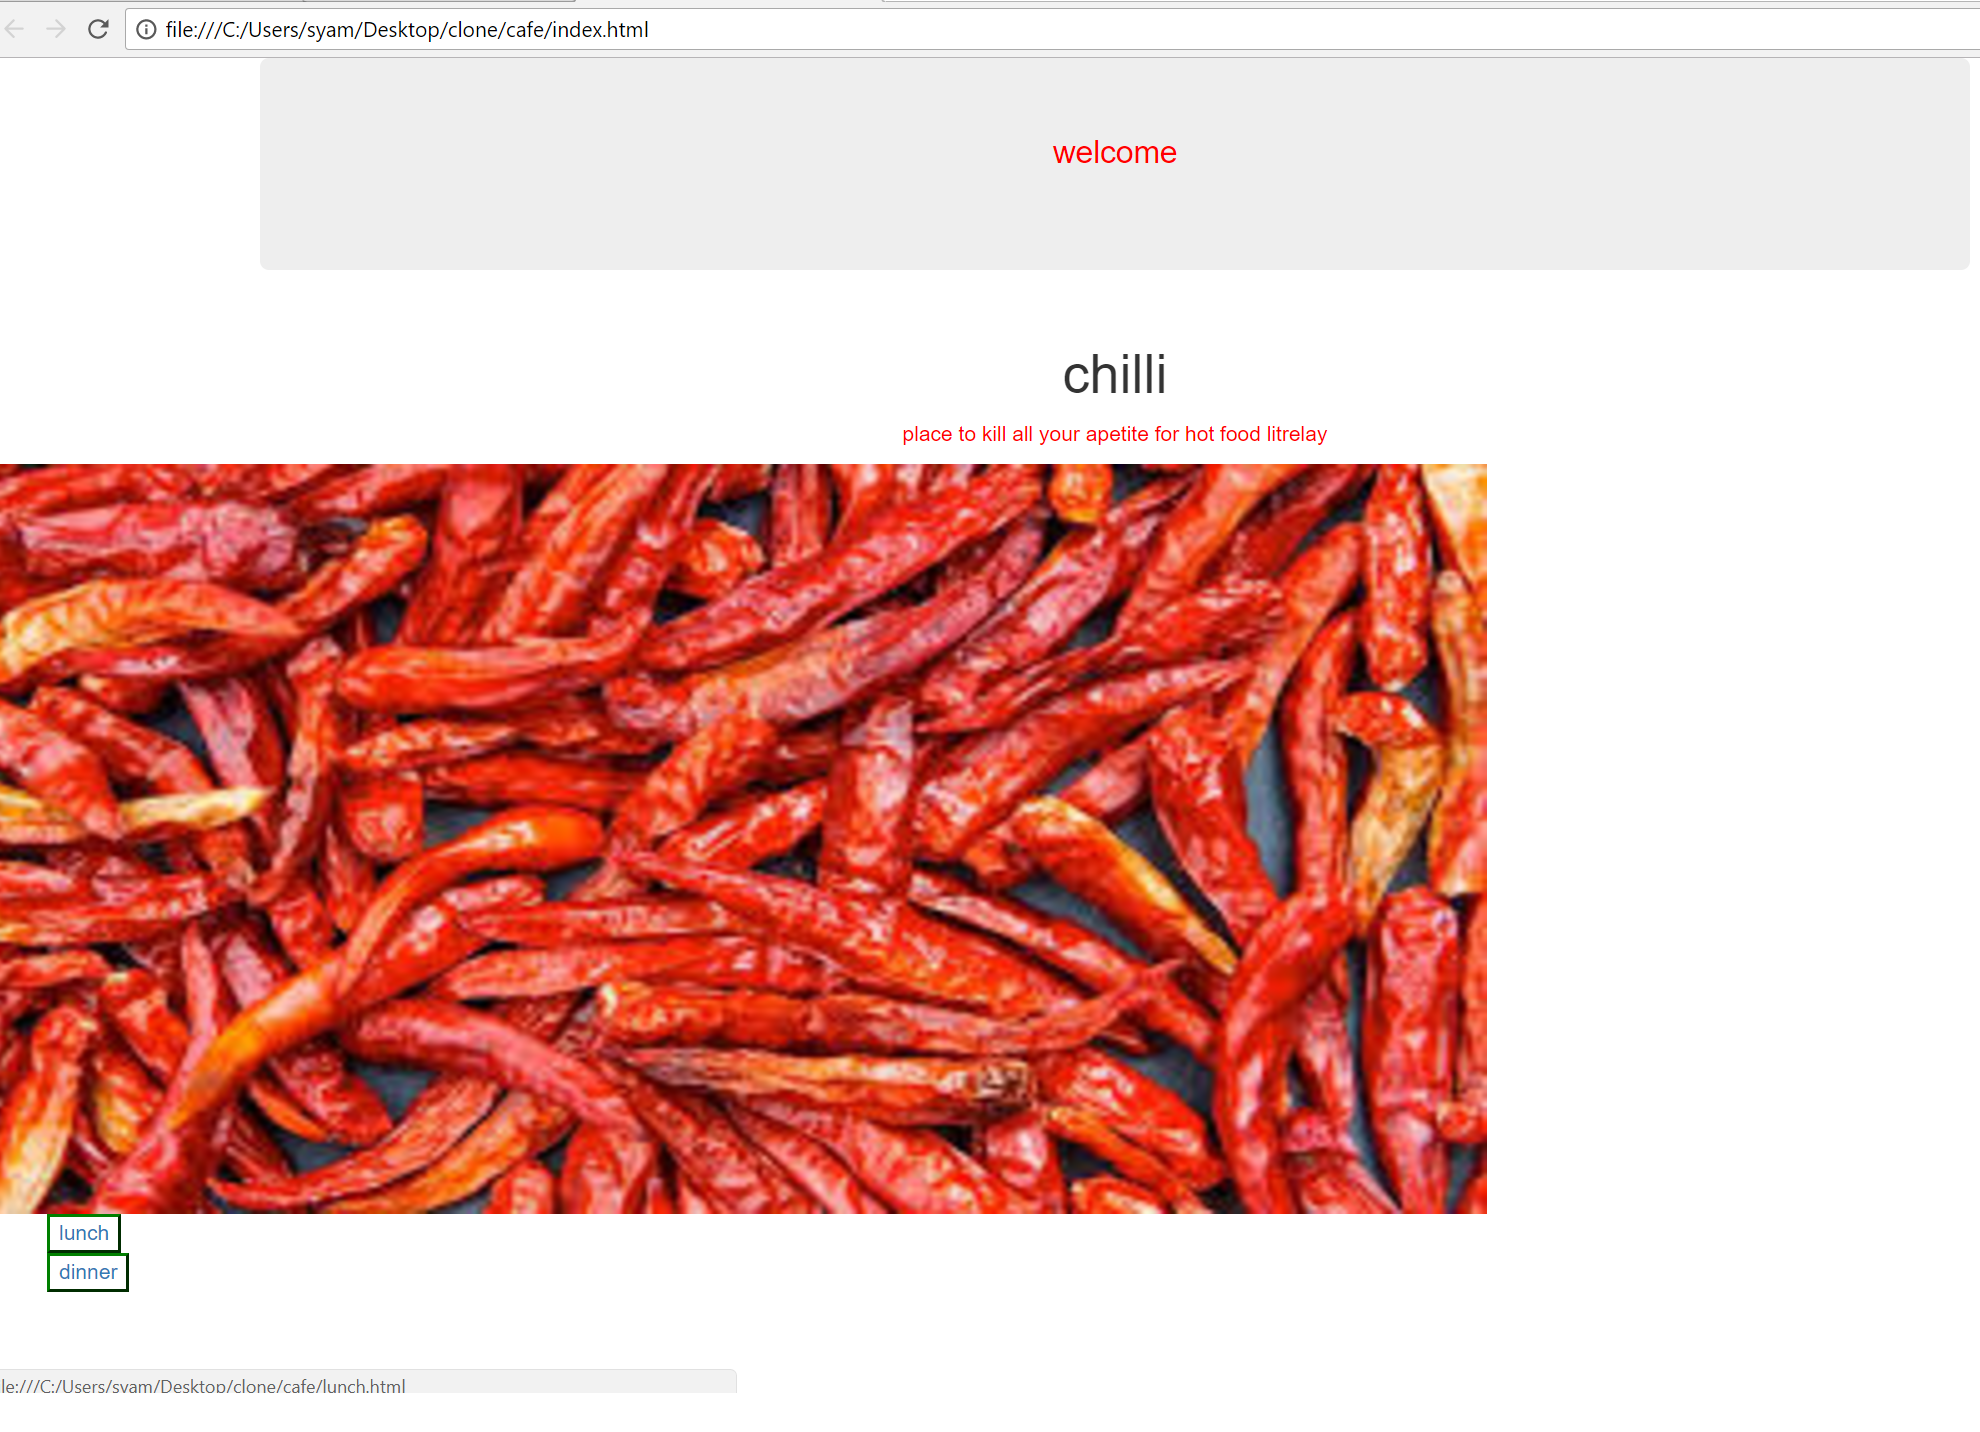 file:///C:/Users/syam/Desktop/clone/cafe/index.html
welcome
chilli
place to kill all your apetite for hot food litrelay
lunch
dinner
le:///C:/Users/syam/Desktop/clone/cafe/lunch.html